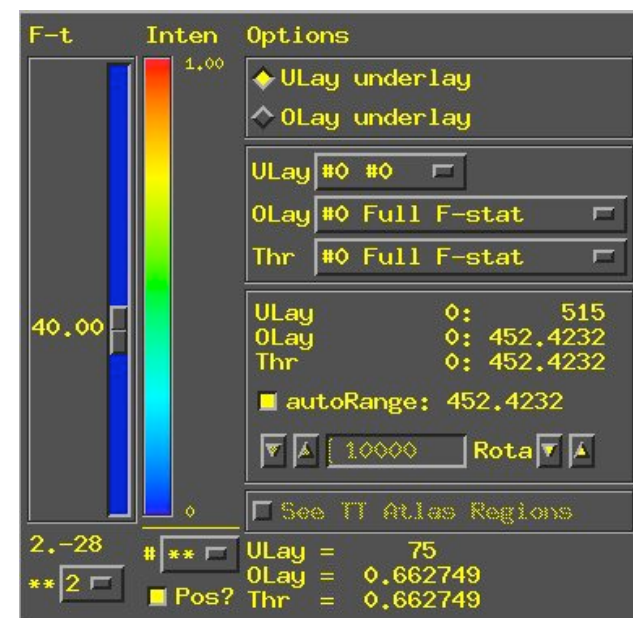 F-t Inten Options
1.00
ULay underlay
OLay underlay
ULay #0 #0
OLay #0 Full F-stat
Thr #0 Full F-stat
40.00
ULay 0: 515
OLay 0: 452.4232
Thr 0: 452.4232
autoRange: 452.4232
10000 Rota
0
See TT Atlas Regions
2.-28
** 2
# **
Pos?
ULay = 75
OLay = 0.662749
Thr = 0.662749